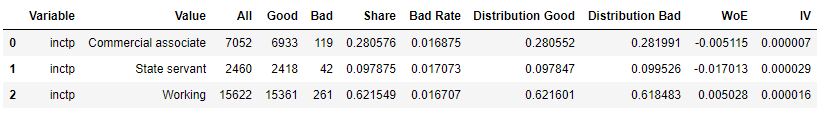 Variable Value All Good Bad Share Bad Rate Distribution Good Distribution Bad WoE IV
0 inctp Commercial associate 7052 6933 119 0.280576 0.016875 0.280552 0.281991 -0.005115 0.000007
1 inctp State servant 2460 2418 42 0.097875 0.017073 0.097847 0.099526 -0.017013 0.000029
2 inctp Working 15622 15361 261 0.621549 0.016707 0.621601 0.618483 0.005028 0.000016